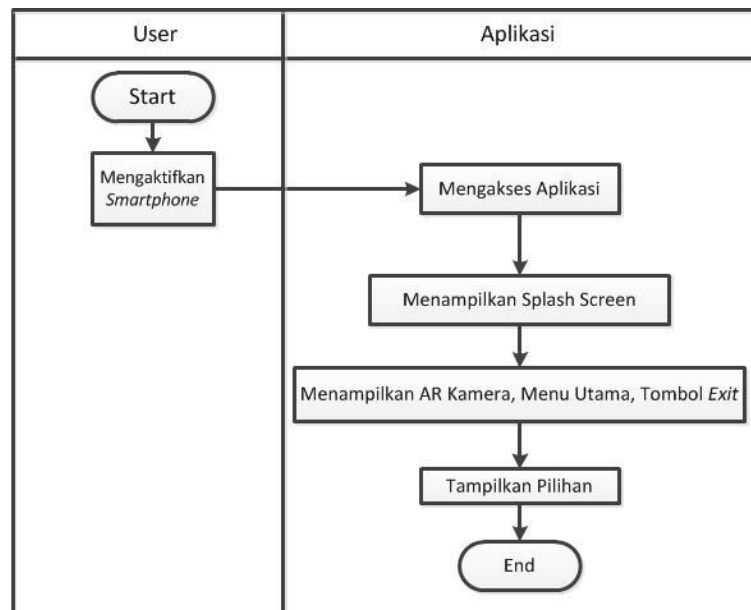 User
Aplikasi
Start
Mengaktifkan
Smartphone
Mengakses Aplikasi
Menampilkan Splash Screen
Menampilkan AR Kamera, Menu Utama, Tombol Exit
Tampilkan Pilihan
End